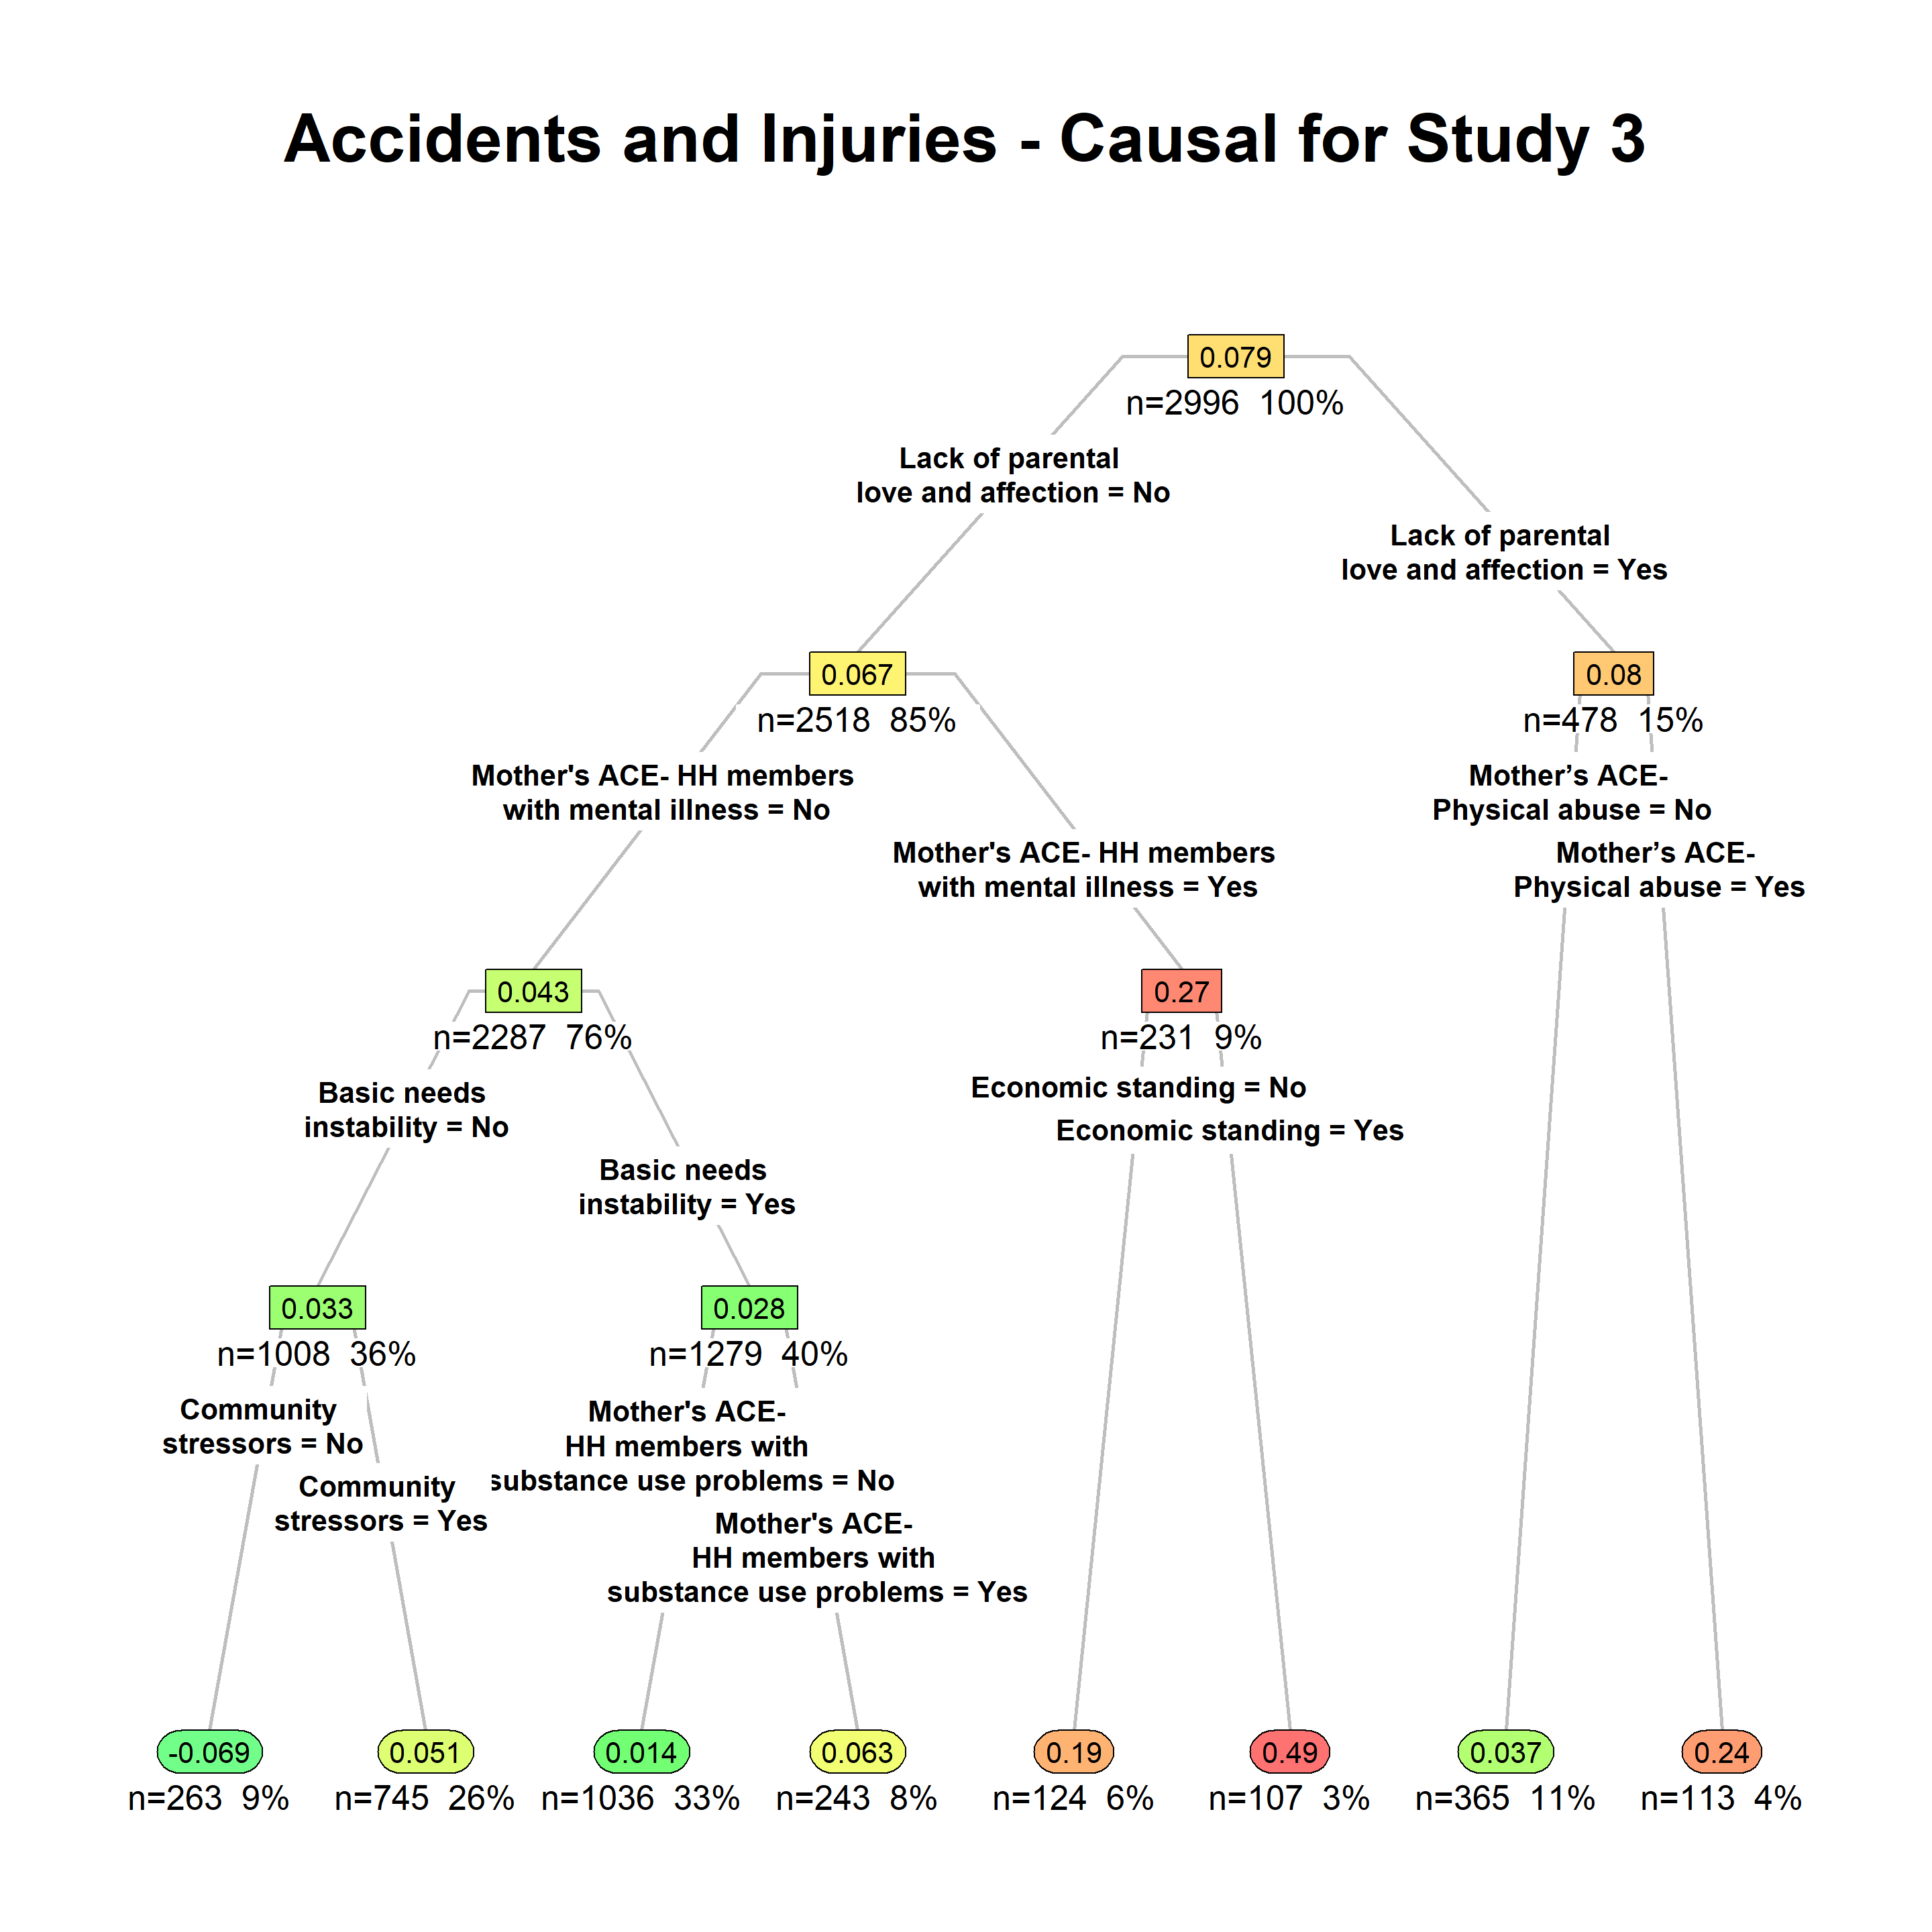 Accidents and Injuries - Causal for Study 3
0.079
n=2996 100%
Lack of parental
love and affection = No
Lack of parental
love and affection = Yes
0.067
n=2518 85%
0.08
n=478 15%
Mother's ACE- HH members
with mental illness = No
Mother's ACE- HH members
with mental illness = Yes
Mother’s ACE-
Physical abuse = No
Mother’s ACE-
Physical abuse = Yes
0.043
n=2287 76%
0.27
n=231 9%
Basic needs
instability = No
Basic needs
instability = Yes
Economic standing = No
Economic standing = Yes
0.033
n=1008 36%
0.028
n=1279 40%
Community
stressors = No
Community
stressors = Yes
Mother's ACE-
HH members with
substance use problems = No
Mother's ACE-
HH members with
substance use problems = Yes
-0.069
n=263 9%
0.051
n=745 26%
0.014
n=1036 33%
0.063
n=243 8%
0.19
n=124 6%
0.49
n=107 3%
0.037
n=365 11%
0.24
n=113 4%